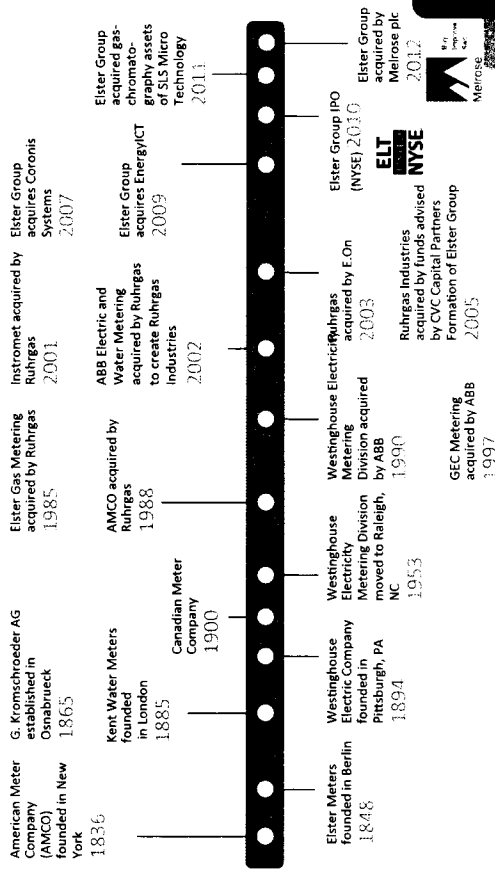 American Meter
Company
(AMCO)
founded in New
York
1836
G. Kromschroeder AG
established in
Osnabrueck
1865
Kent Water Meters
founded
in London
1885
Canadian Meter
Company
1900
Elster Gas Metering
acquired by Ruhrgas
1985
AMCO acquired by
Ruhrgas
1988
Instromet acquired by
Ruhrgas
2001
ABB Electric and
Water Metering
acquired by Ruhrgas
to create Ruhrgas
Industries
2002
Elster Group
acquires Coronis
Systems
2007
Elster Group
acquires EnergyICT
2009
Elster Group
acquired gas-
chromato-
graphy assets
of SLS Micro
Technology
2011
Elster Meters
founded in Berlin
1848
Westinghouse
Electric Company
founded in
Pittsburgh, PA
1894
Westinghouse
Electricity
Metering Division
moved to Raleigh,
NC
1953
Westinghouse Electricity
Metering
Division acquired
by ABB
1990
GEC Metering
acquired by ABB
1997
Ruhrgas
acquired by E.On
2003
Ruhrgas Industries
acquired by funds advised
by CVC Capital Partners
Formation of Elster Group
2005
Elster Group IPO
(NYSE) 2010
ELT
NYSE
Elster Group
acquired by
Melrose plc
2012
Buy
Improve
Sell
Melrose